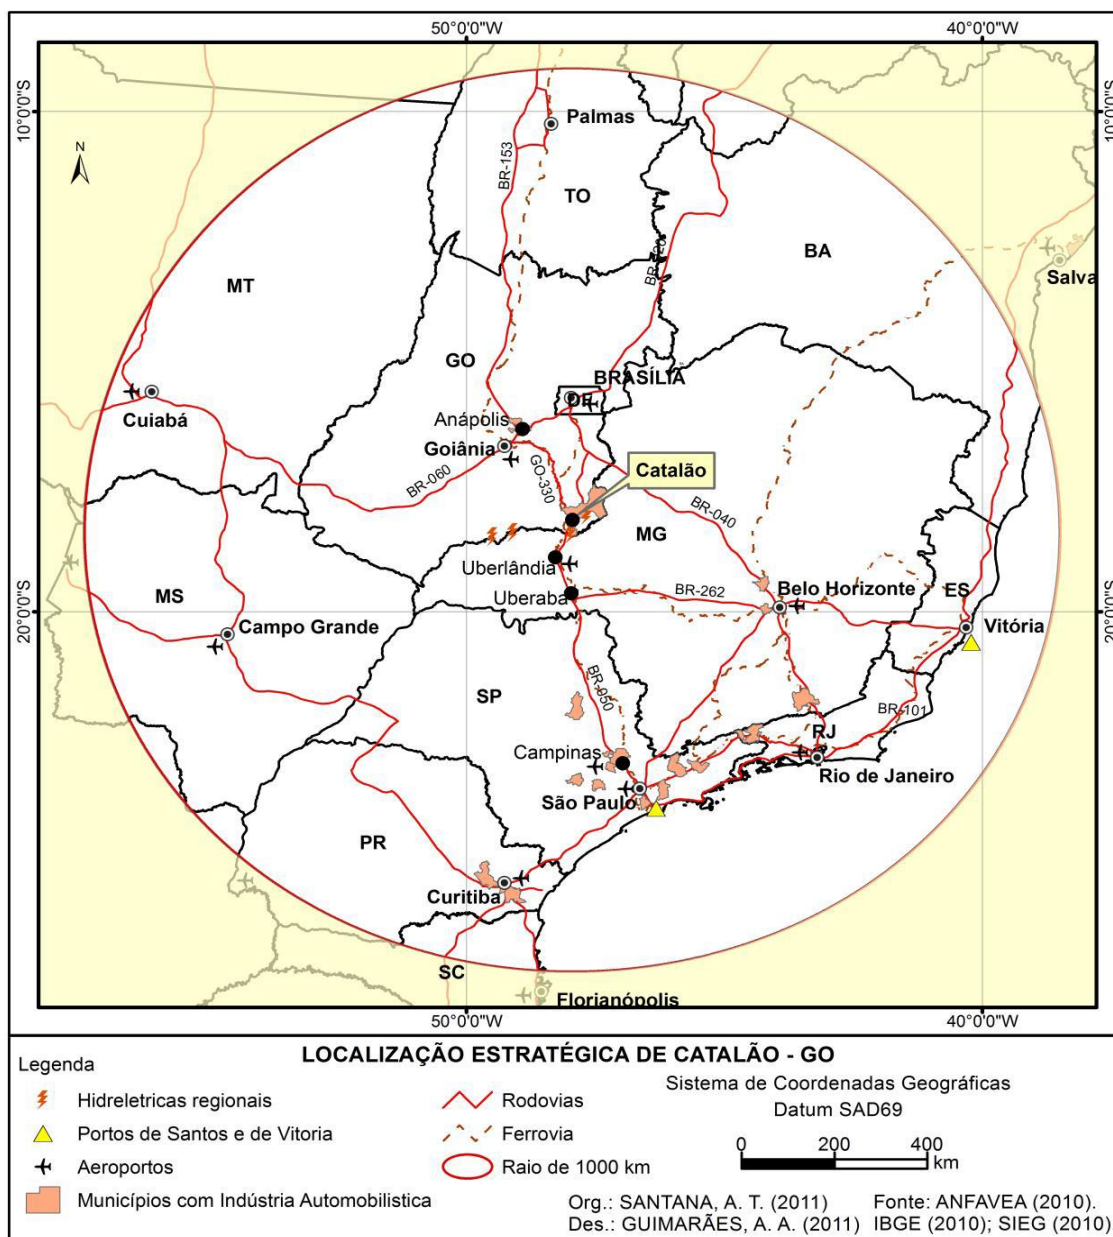 50°0'0"W
40°0'0"W
10°0'0"S
10°0'0"S
N
Palmas
BR-153
TO
BA
BR-020
Salva
MT
GO
BRASÍLIA
DF
Cuiabá
Anápolis
Goiânia
Catalão
GO-330
BR-060
BR-040
MG
Uberlândia
MS
Uberaba
BR-262
Belo Horizonte
ES
20°0'0"S
20°0'0"S
Campo Grande
Vitória
SP
BR-050
BR-101
RJ
Campinas
Rio de Janeiro
São Paulo
PR
Curitiba
SC
Florianópolis
50°0'0"W
40°0'0"W
LOCALIZAÇÃO ESTRATÉGICA DE CATALÃO - GO
Legenda
Hidreletricas regionais
Portos de Santos e de Vitoria
Aeroportos
Municípios com Indústria Automobilistica
Rodovias
Ferrovia
Raio de 1000 km
Sistema de Coordenadas Geográficas
Datum SAD69
0 200 400
km
Org.: SANTANA, A. T. (2011) Fonte: ANFAVEA (2010).
Des.: GUIMARÃES, A. A. (2011) IBGE (2010); SIEG (2010)